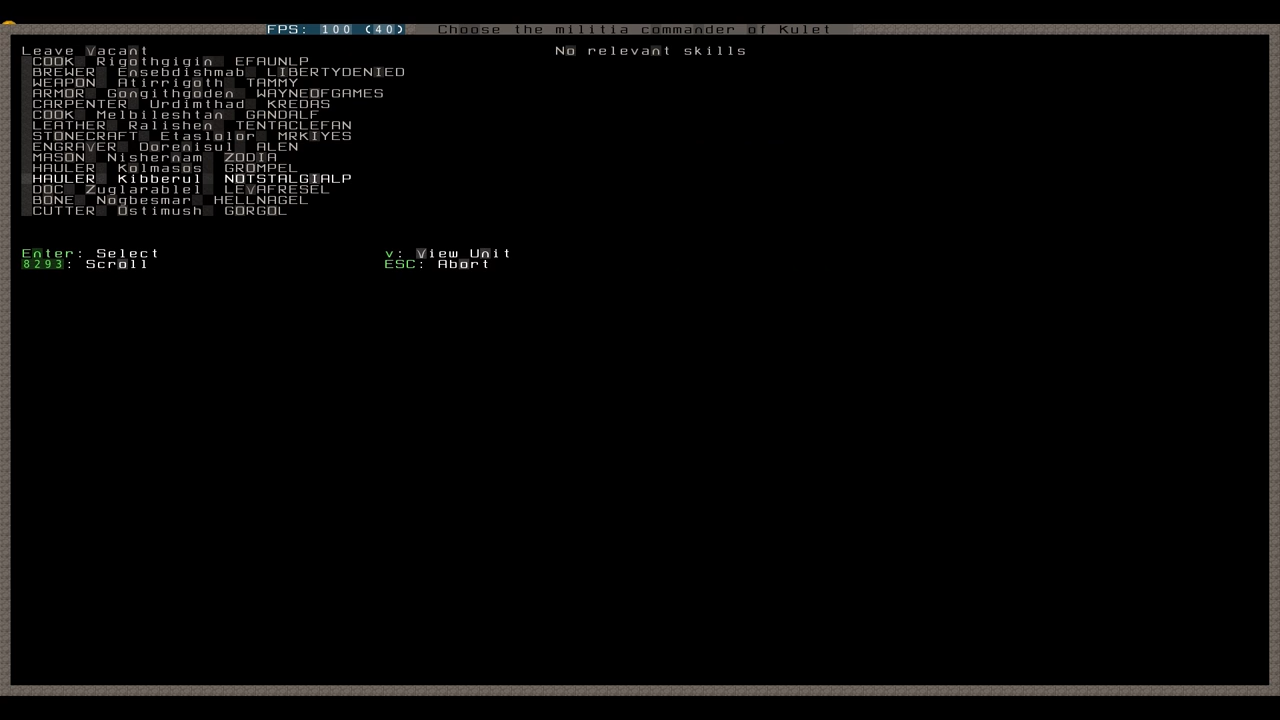 FPS: 100 (40) Choose the militia commander of Kulet
Leave Vacant No relevant skills
COOK Rigothgigin EFAUNLP
BREWER Ensebdishmab LIBERTYDENIED
WEAPON Atirrigoth TAMMY
ARMOR Gongithgoden WAYNEOFGAMES
CARPENTER Urdimthad KREDAS
COOK Melbileshtan GANDALF
LEATHER Ralishen TENTACLEFAN
STONECRAFT Etaslolor MRKIYES
ENGRAVER Dorenisul ALEN
MASON Nishernam ZODIA
HAULER Kolmasos GROMPEL
HAULER Kibberul NOTSTALGIALP
DOC Zuglarablel LEVAFRESEL
BONE Nogbesmar HELLNAGEL
CUTTER Ostimush GORGOL
Enter: Select v: View Unit
8293: Scroll ESC: Abort